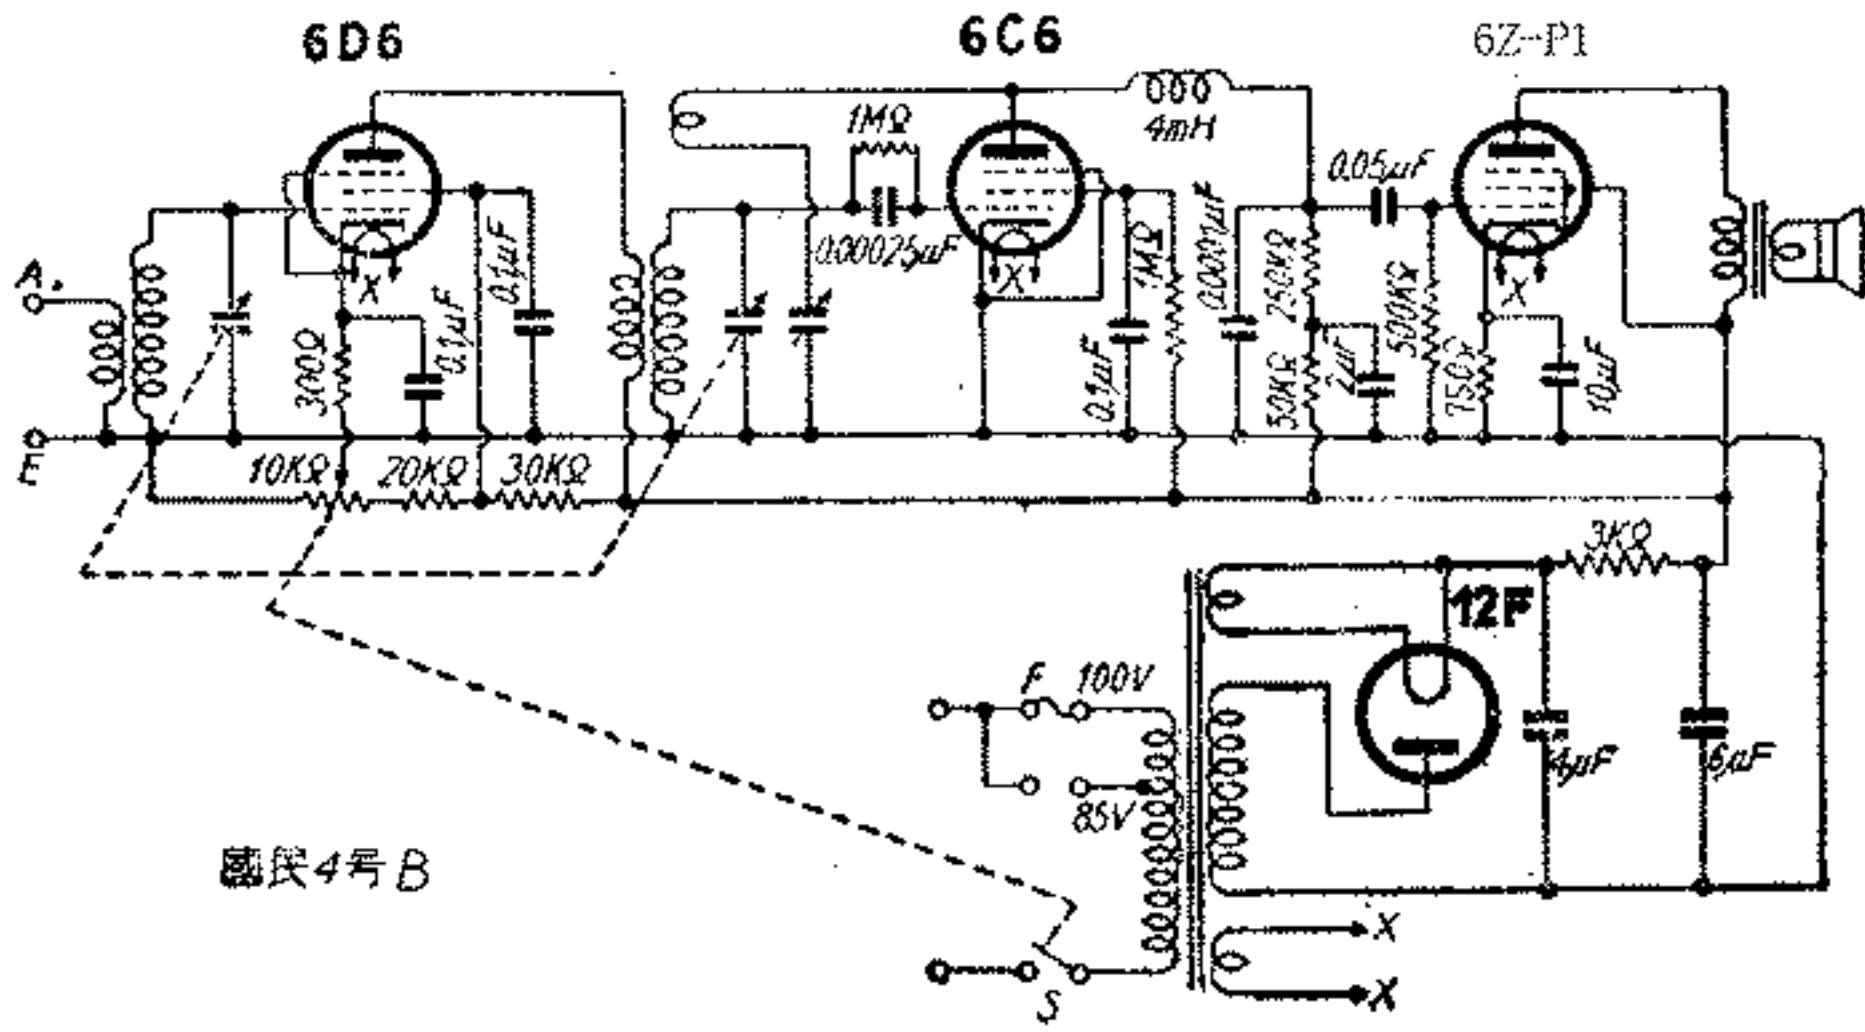 6D6
6C6
6Z-P1
1MΩ
4mH
0.05μF
0.00025μF
X
X
X
A.
0.1μF
0.1μF
300Ω
0.1μF
1MΩ
0.0001μF
250KΩ
50KΩ
2μF
500KΩ
750Ω
10μF
E
10KΩ
20KΩ
30KΩ
3KΩ
12F
F
100V
85V
4μF
6μF
國民4号B
S
X
X